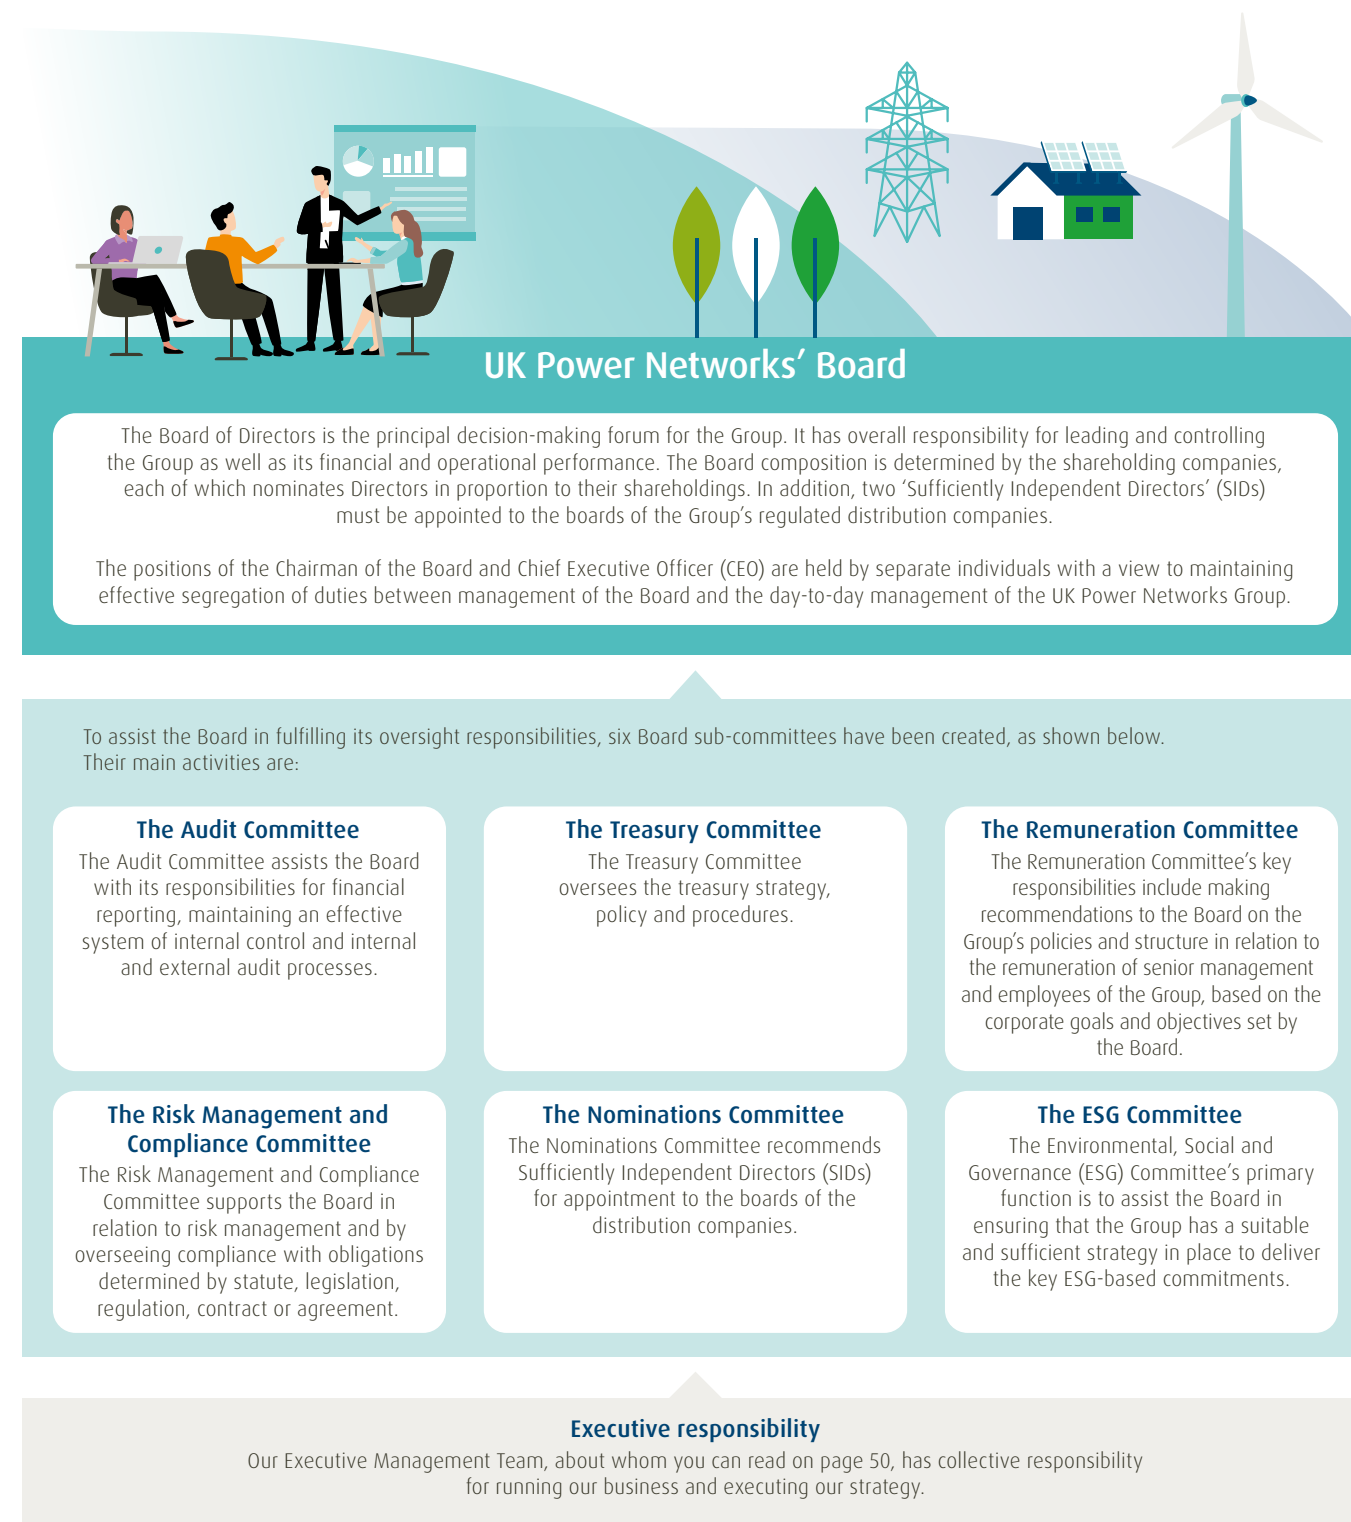 UK Power Networks’ Board
The Board of Directors is the principal decision-making forum for the Group. It has overall responsibility for leading and controlling
the Group as well as its financial and operational performance. The Board composition is determined by the shareholding companies,
each of which nominates Directors in proportion to their shareholdings. In addition, two ‘Sufficiently Independent Directors’ (SIDs)
must be appointed to the boards of the Group’s regulated distribution companies.
The positions of the Chairman of the Board and Chief Executive Officer (CEO) are held by separate individuals with a view to maintaining
effective segregation of duties between management of the Board and the day-to-day management of the UK Power Networks Group.
To assist the Board in fulfilling its oversight responsibilities, six Board sub-committees have been created, as shown below.
Their main activities are:
The Audit Committee
The Audit Committee assists the Board
with its responsibilities for financial
reporting, maintaining an effective
system of internal control and internal
and external audit processes.
The Treasury Committee
The Treasury Committee
oversees the treasury strategy,
policy and procedures.
The Remuneration Committee
The Remuneration Committee’s key
responsibilities include making
recommendations to the Board on the
Group’s policies and structure in relation to
the remuneration of senior management
and employees of the Group, based on the
corporate goals and objectives set by
the Board.
The Risk Management and
Compliance Committee
The Risk Management and Compliance
Committee supports the Board in
relation to risk management and by
overseeing compliance with obligations
determined by statute, legislation,
regulation, contract or agreement.
The Nominations Committee
The Nominations Committee recommends
Sufficiently Independent Directors (SIDs)
for appointment to the boards of the
distribution companies.
The ESG Committee
The Environmental, Social and
Governance (ESG) Committee’s primary
function is to assist the Board in
ensuring that the Group has a suitable
and sufficient strategy in place to deliver
the key ESG-based commitments.
Executive responsibility
Our Executive Management Team, about whom you can read on page 50, has collective responsibility
for running our business and executing our strategy.